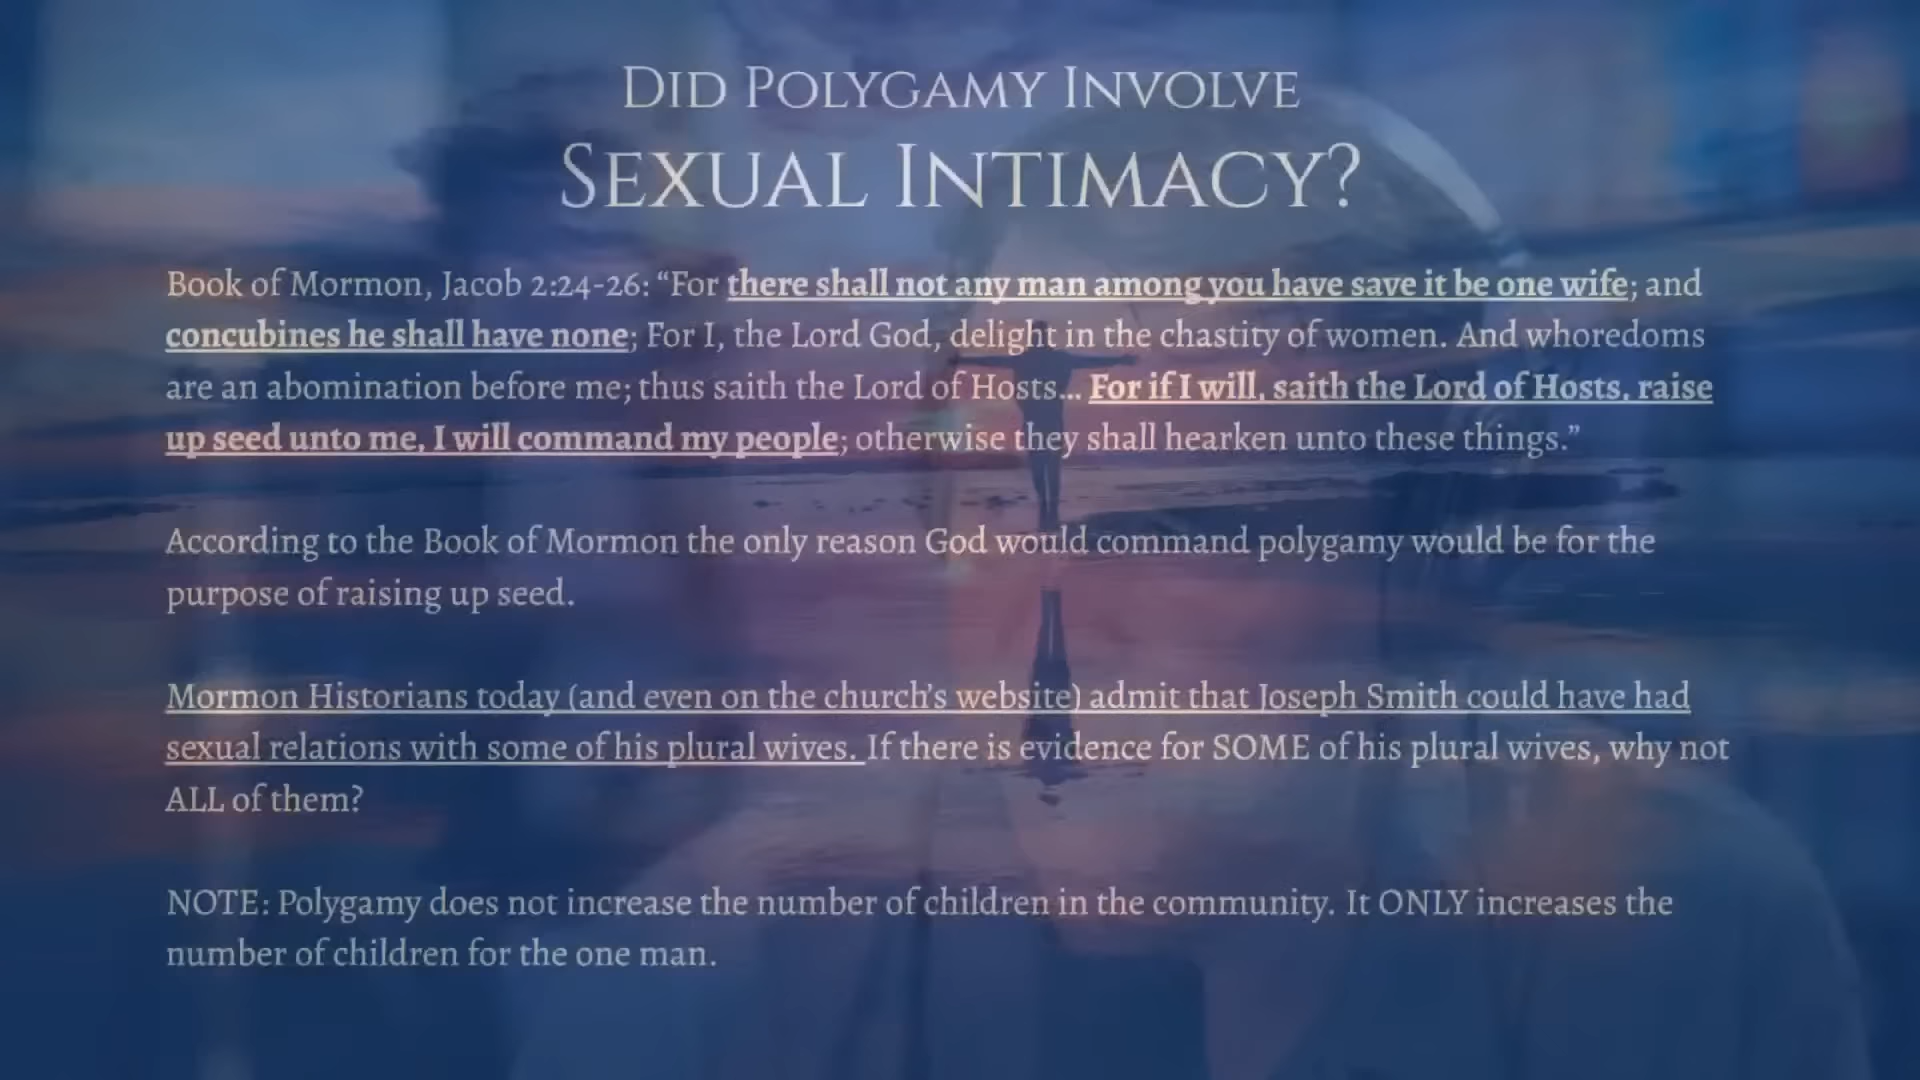 Did Polygamy Involve
Sexual Intimacy?
Book of Mormon, Jacob 2:24-26: “For there shall not any man among you have save it be one wife; and
concubines he shall have none; For I, the Lord God, delight in the chastity of women. And whoredoms
are an abomination before me; thus saith the Lord of Hosts... For if I will, saith the Lord of Hosts, raise
up seed unto me, I will command my people; otherwise they shall hearken unto these things.”
According to the Book of Mormon the only reason God would command polygamy would be for the
purpose of raising up seed.
Mormon Historians today (and even on the church’s website) admit that Joseph Smith could have had
sexual relations with some of his plural wives. If there is evidence for SOME of his plural wives, why not
ALL of them?
NOTE: Polygamy does not increase the number of children in the community. It ONLY increases the
number of children for the one man.